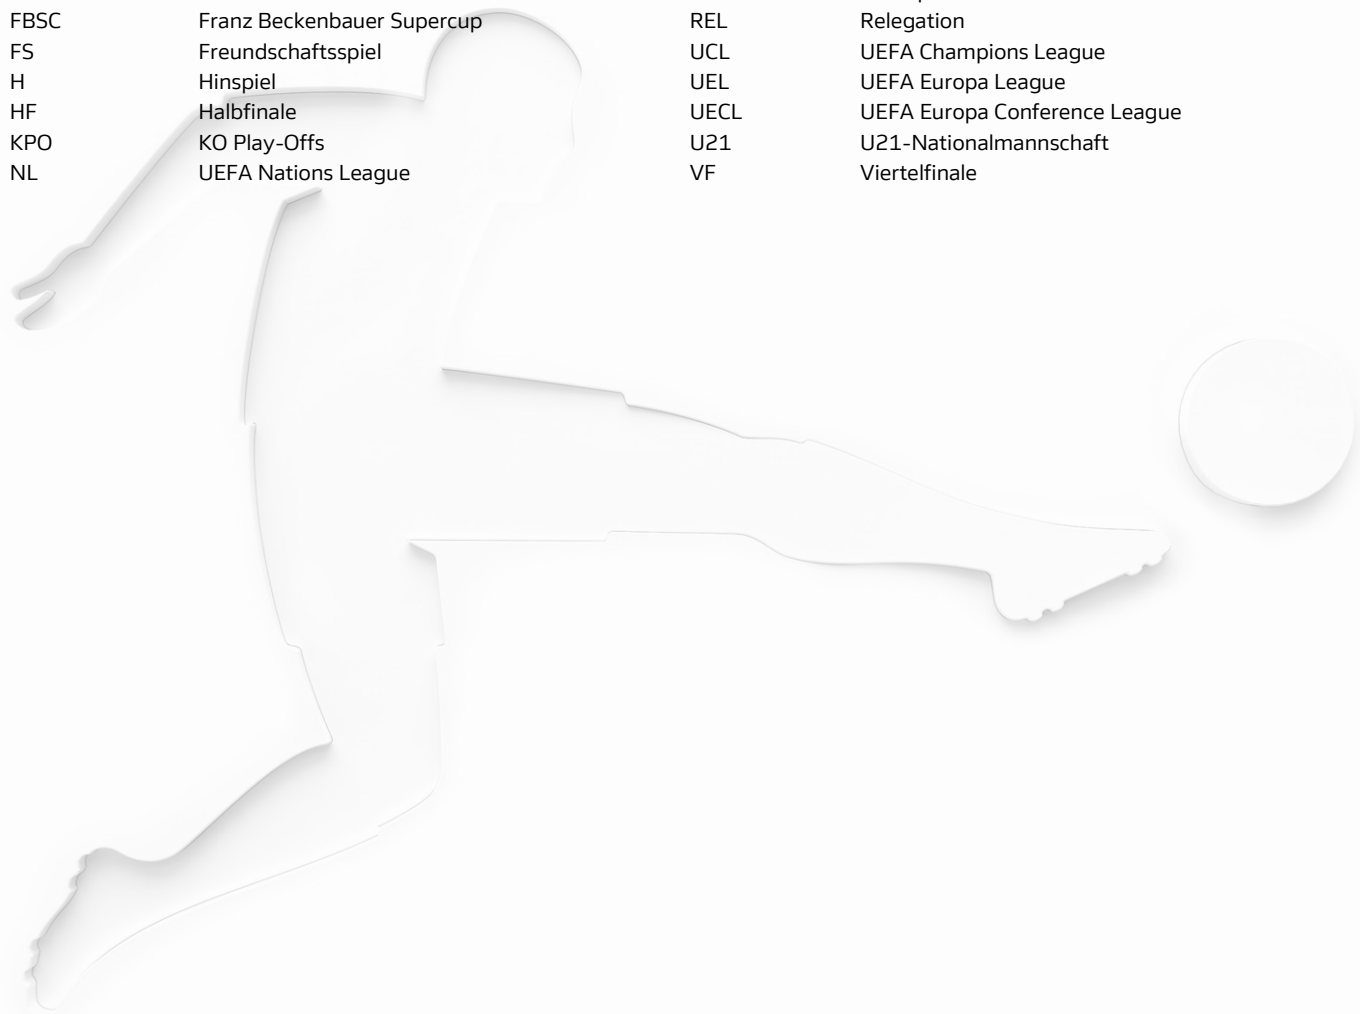 FBSC Franz Beckenbauer Supercup REL Relegation
FS Freundschaftsspiel UCL UEFA Champions League
H Hinspiel UEL UEFA Europa League
HF Halbfinale UECL UEFA Europa Conference League
KPO KO Play-Offs U21 U21-Nationalmannschaft
NL UEFA Nations League VF Viertelfinale